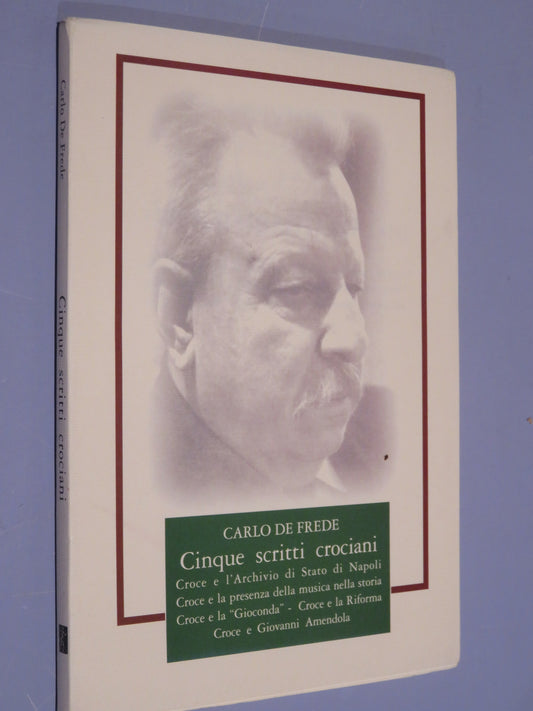 Carlo De Frede
Cinque scritti crociani
CARLO DE FREDE
Cinque scritti crociani
Croce e l'Archivio di Stato di Napoli
Croce e la presenza della musica nella storia
Croce e la "Gioconda" - Croce e la Riforma
Croce e Giovanni Amendola